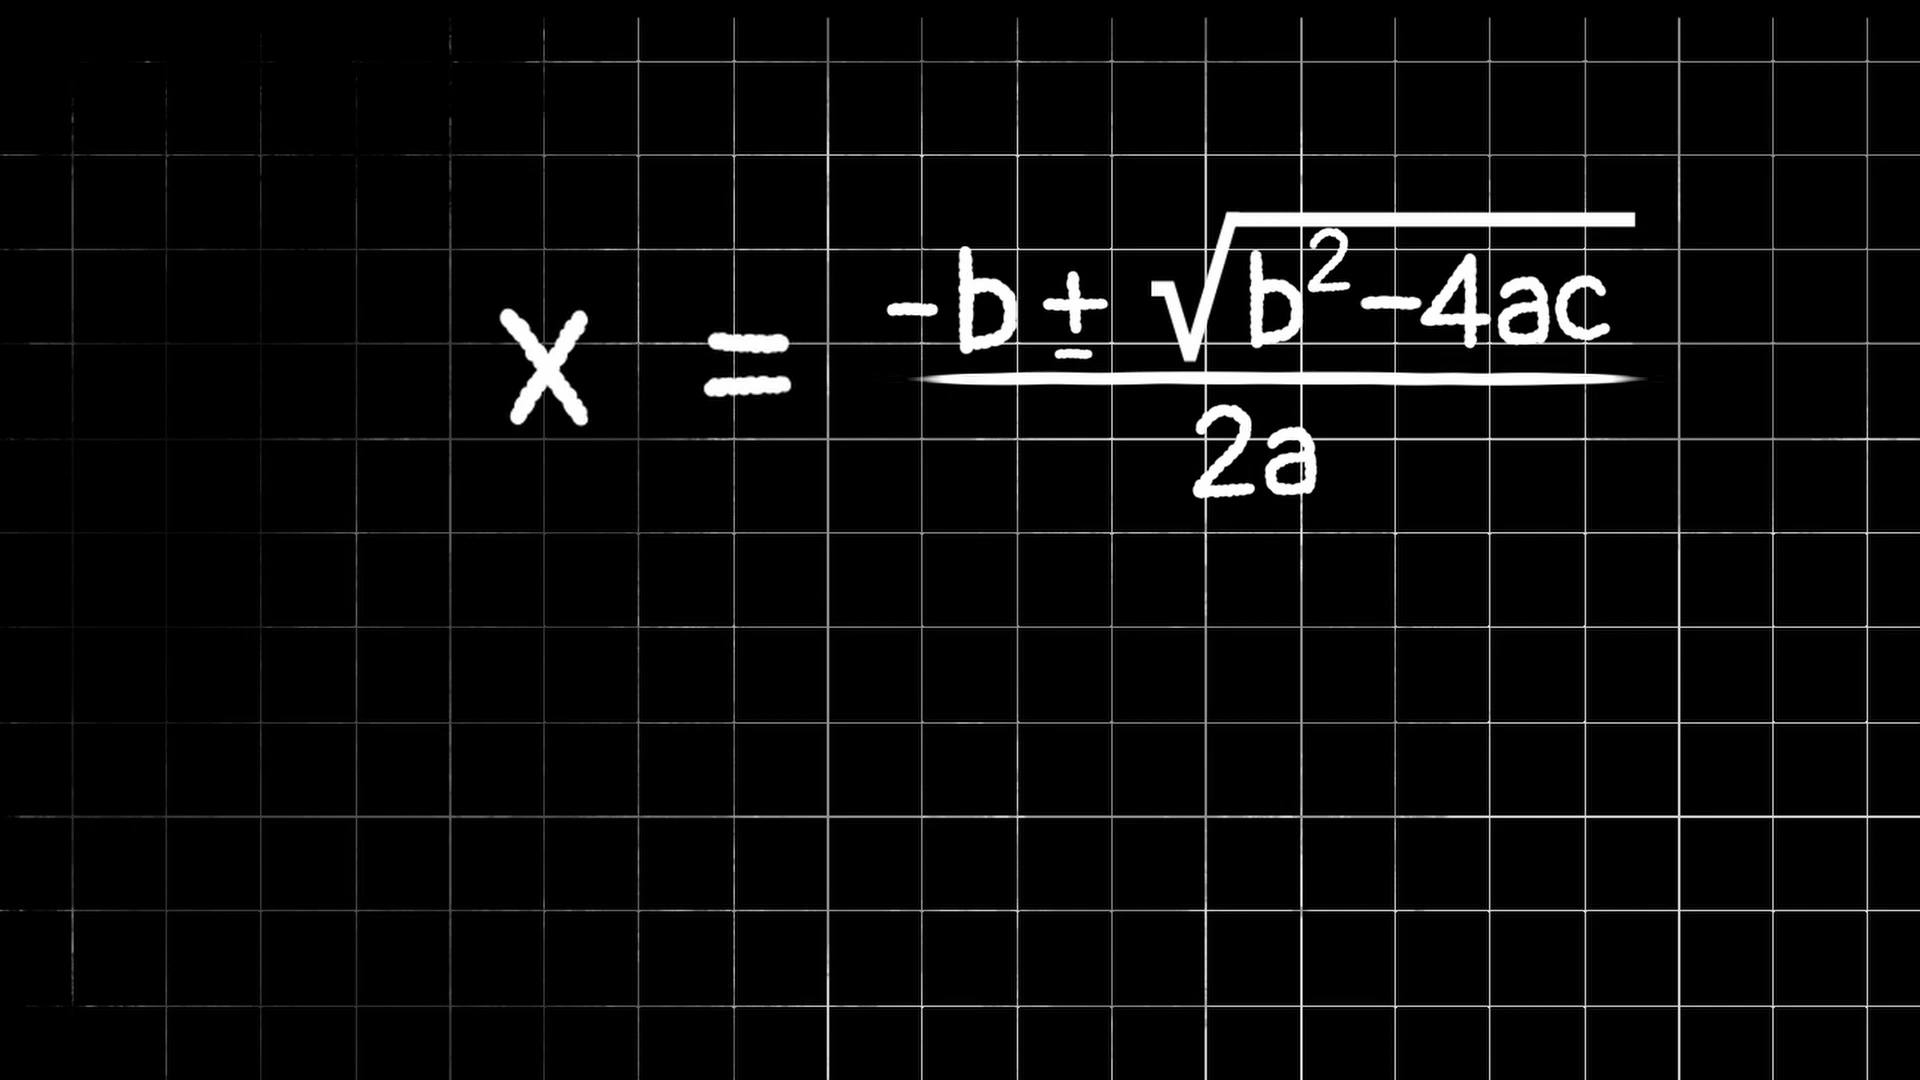 x = -b ± √b²-4ac
2a